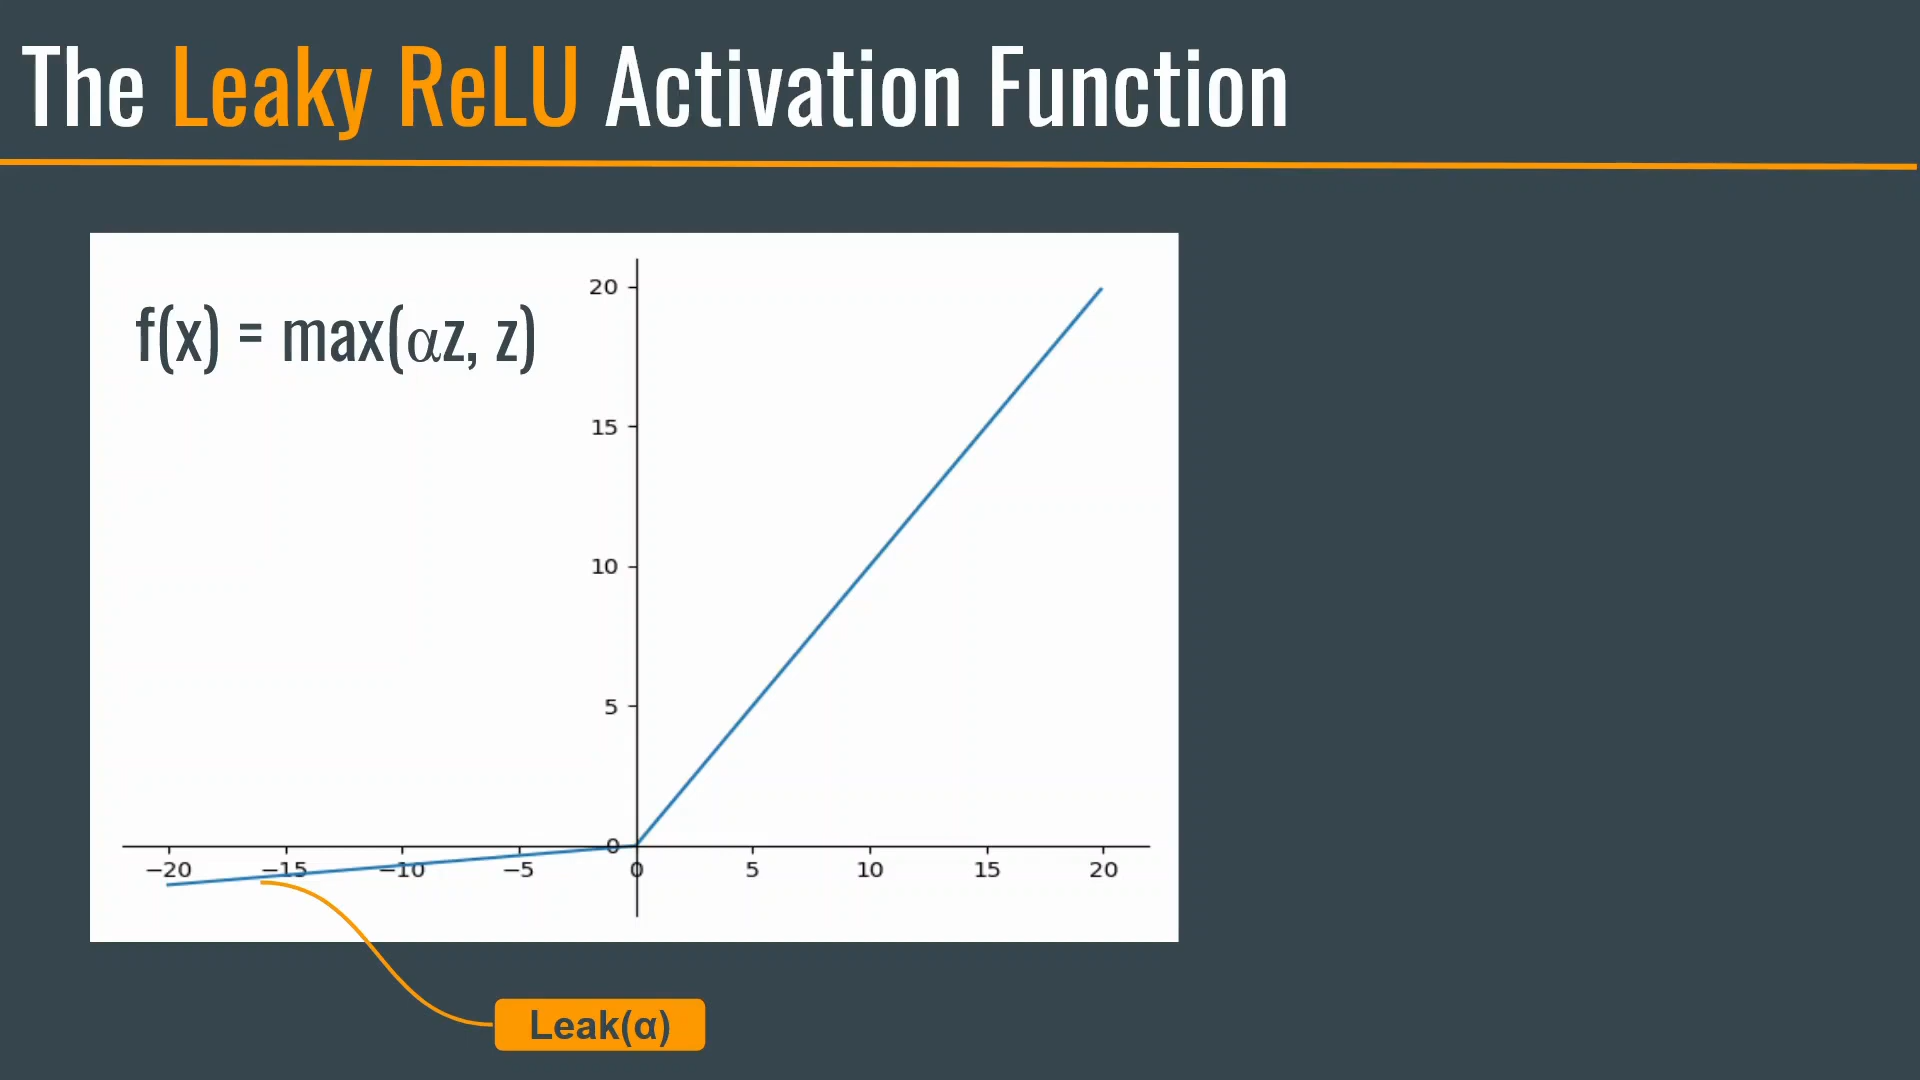 The Leaky ReLU Activation Function
f(x) = max(αz, z)
20
15
10
5
0
−20 −15 −10 −5 0 5 10 15 20
Leak(α)